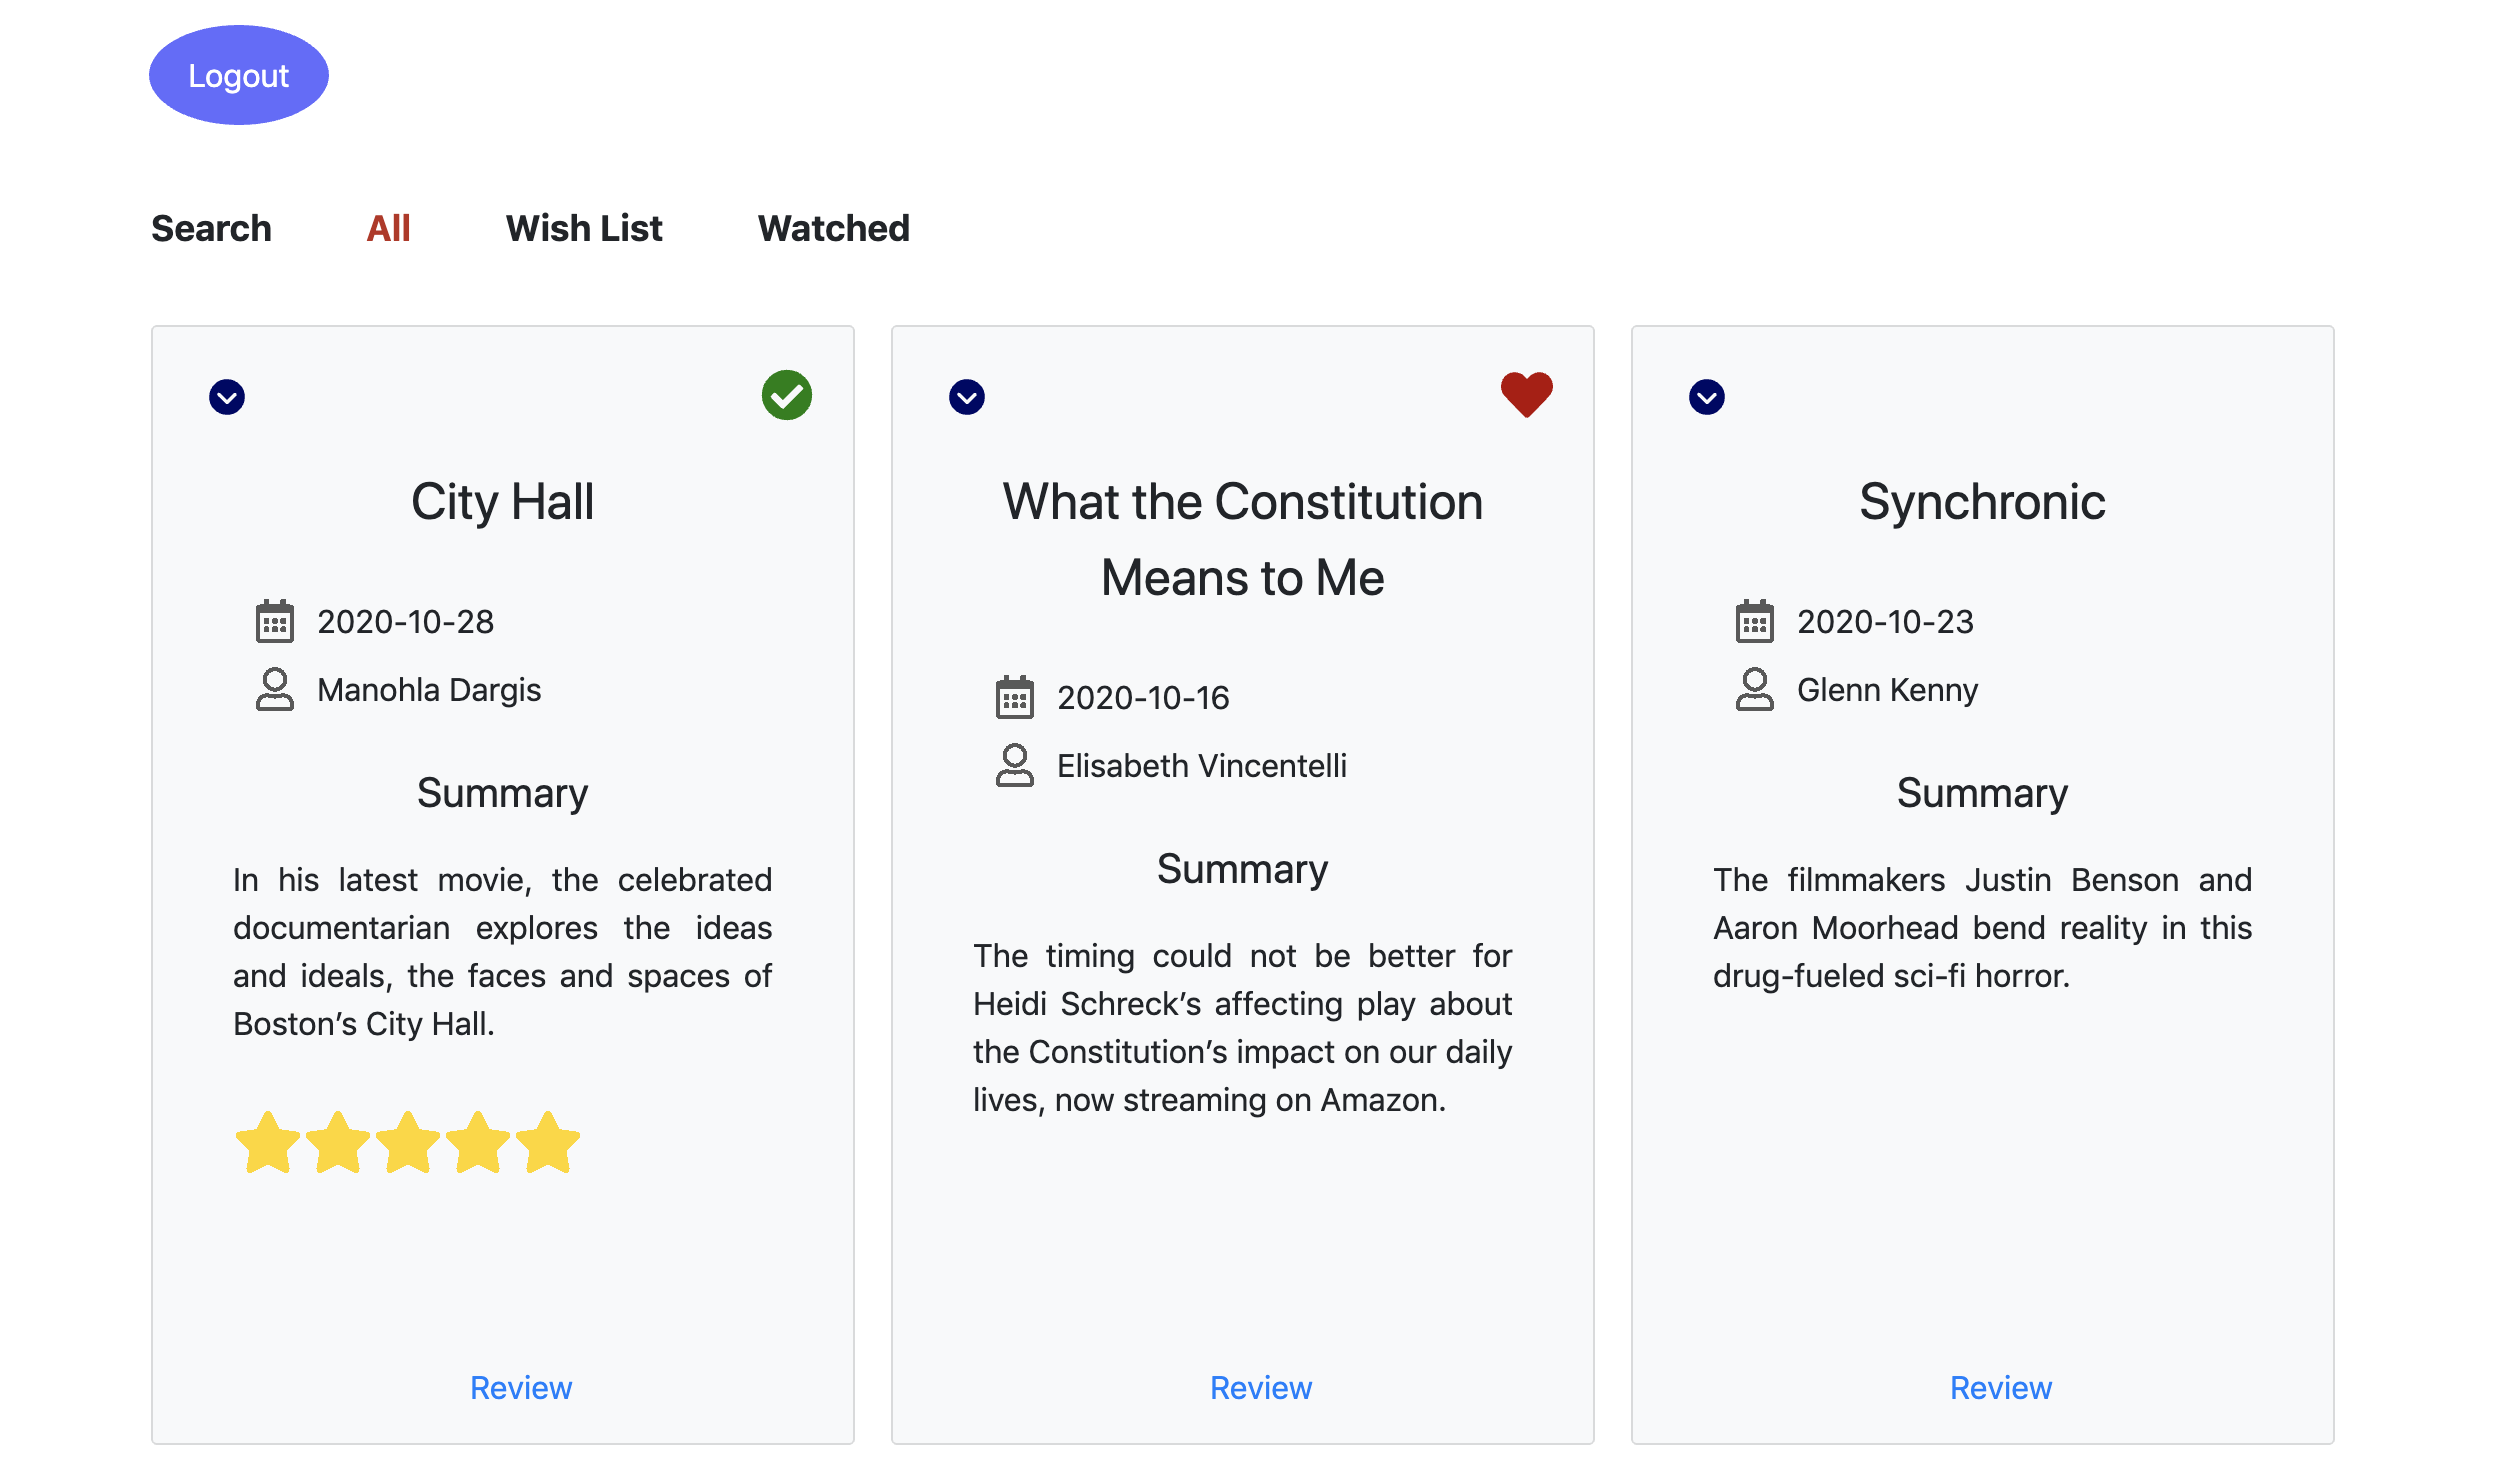 Logout
Search
All
Wish List
Watched
City Hall
2020-10-28
Manohla Dargis
Summary
In his latest movie, the celebrated
documentarian explores the ideas
and ideals, the faces and spaces of
Boston’s City Hall.
Review
What the Constitution
Means to Me
2020-10-16
Elisabeth Vincentelli
Summary
The timing could not be better for
Heidi Schreck’s affecting play about
the Constitution’s impact on our daily
lives, now streaming on Amazon.
Review
Synchronic
2020-10-23
Glenn Kenny
Summary
The filmmakers Justin Benson and
Aaron Moorhead bend reality in this
drug-fueled sci-fi horror.
Review